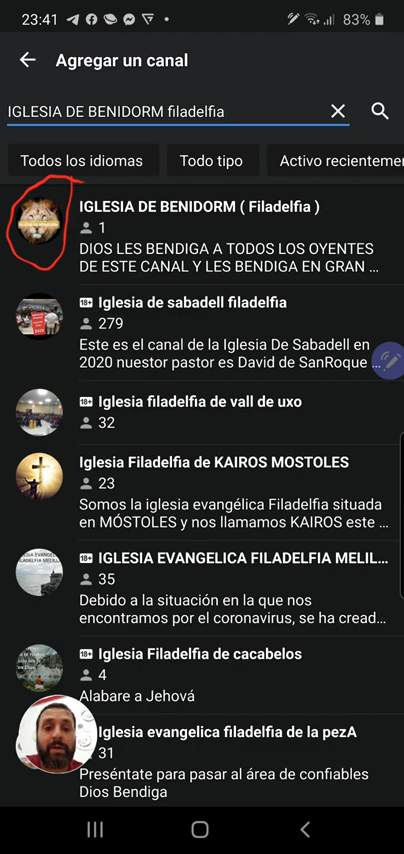 23:41
83%
Agregar un canal
IGLESIA DE BENIDORM filadelfia
Todos los idiomas
Todo tipo
Activo recientemen
IGLESIA DE BENIDORM ( Filadelfia )
1
DIOS LES BENDIGA A TODOS LOS OYENTES
DE ESTE CANAL Y LES BENDIGA EN GRAN ...
18+ Iglesia de sabadell filadelfia
279
Este es el canal de la Iglesia De Sabadell en
2020 nuestor pastor es David de SanRoque ...
18+ Iglesia filadelfia de vall de uxo
32
Iglesia Filadelfia de KAIROS MOSTOLES
23
Somos la iglesia evangélica Filadelfia situada
en MÓSTOLES y nos llamamos KAIROS este ...
18+ IGLESIA EVANGELICA FILADELFIA MELIL...
35
Debido a la situación en la que nos
encontramos por el coronavirus, se ha cread...
18+ Iglesia Filadelfia de cacabelos
4
Alabare a Jehová
Iglesia evangelica filadelfia de la pezA
31
Preséntate para pasar al área de confiables
Dios Bendiga